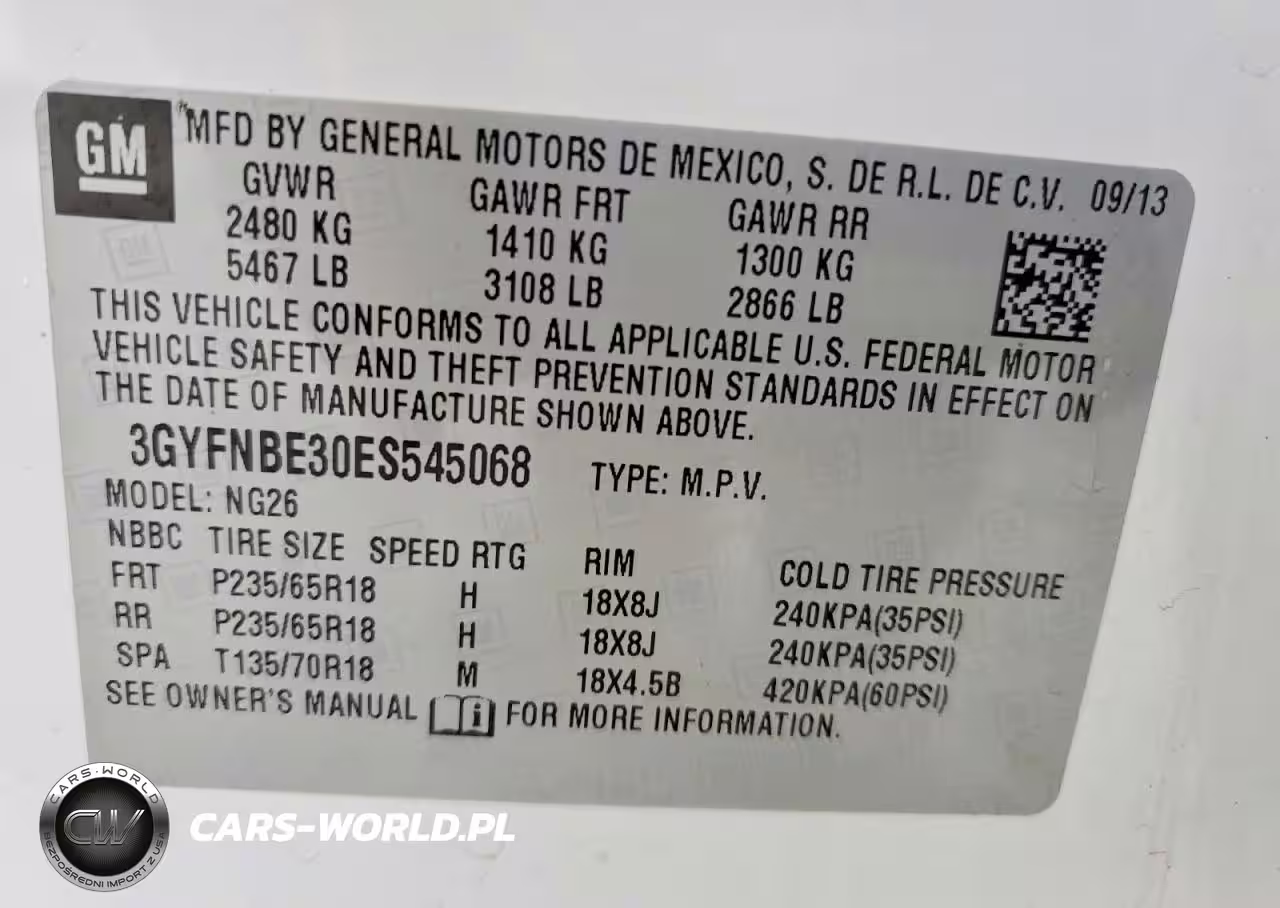 GM
MFD BY GENERAL MOTORS DE MEXICO, S. DE R.L. DE C.V. 09/13
GVWR GAWR FRT GAWR RR
2480 KG 1410 KG 1300 KG
5467 LB 3108 LB 2866 LB
THIS VEHICLE CONFORMS TO ALL APPLICABLE U.S. FEDERAL MOTOR
VEHICLE SAFETY AND THEFT PREVENTION STANDARDS IN EFFECT ON
THE DATE OF MANUFACTURE SHOWN ABOVE.
3GYFNBE30ES545068 TYPE: M.P.V.
MODEL: NG26
NBBC TIRE SIZE SPEED RTG RIM COLD TIRE PRESSURE
FRT P235/65R18 H 18X8J 240KPA(35PSI)
RR P235/65R18 H 18X8J 240KPA(35PSI)
SPA T135/70R18 M 18X4.5B 420KPA(60PSI)
SEE OWNER'S MANUAL i FOR MORE INFORMATION.
CARS-WORLD
CW
BEZPOŚREDNI IMPORT Z USA
CARS-WORLD.PL